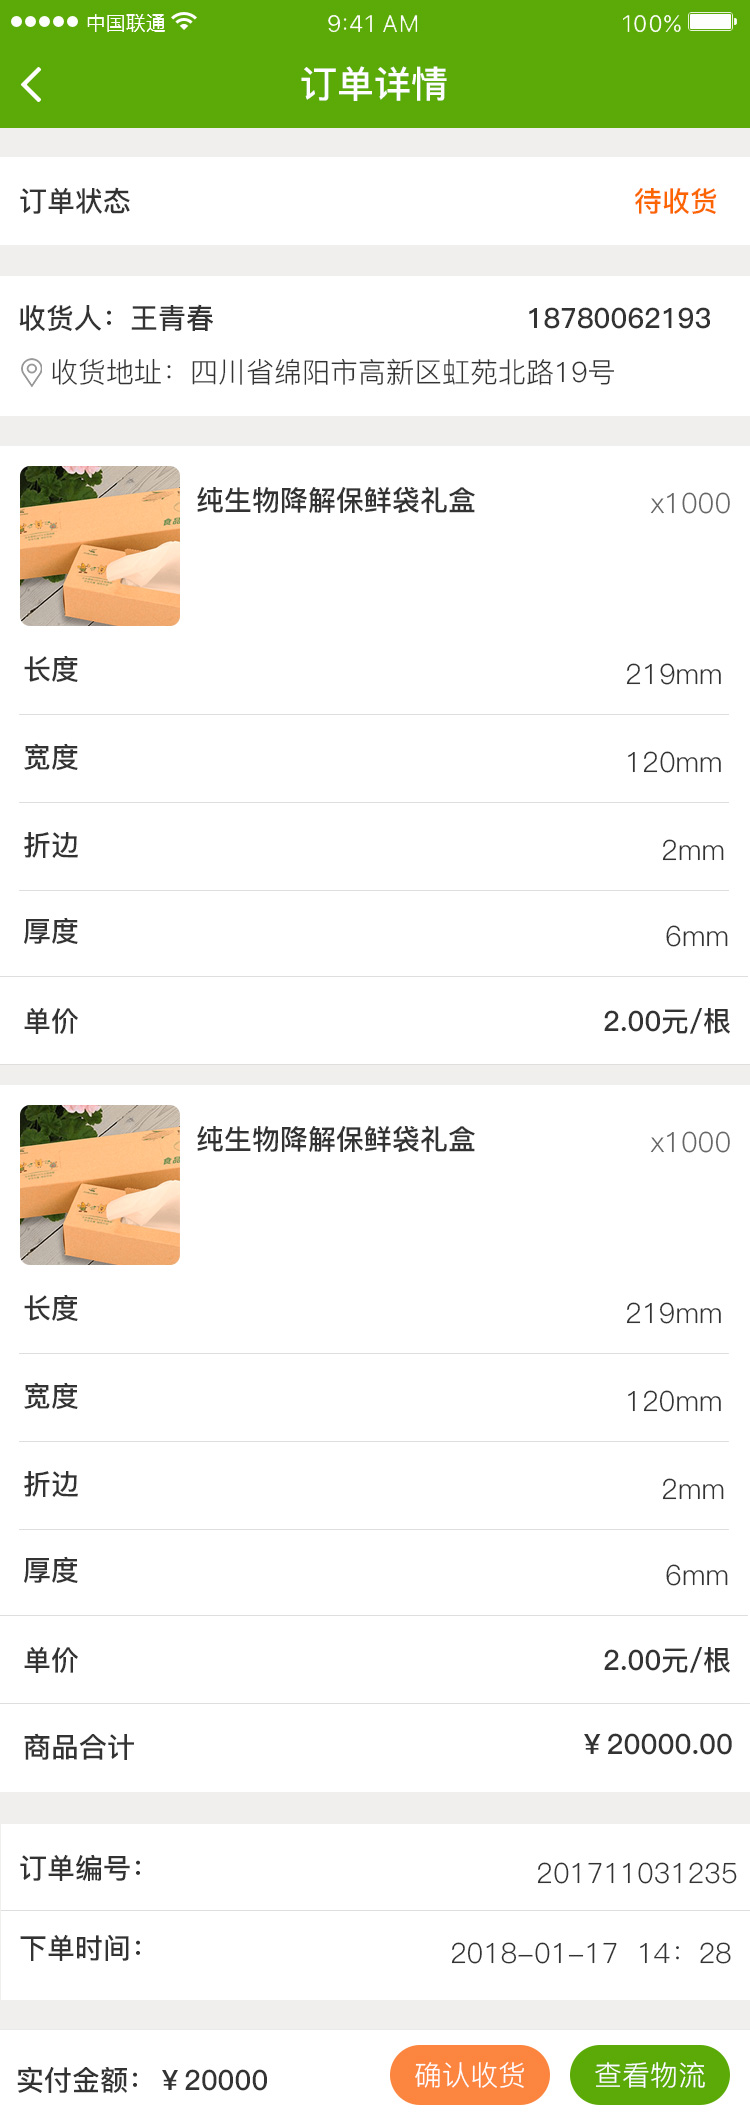 中国联通 9:41 AM 100%
订单详情
订单状态 待收货
收货人：王青春 18780062193
收货地址：四川省绵阳市高新区虹苑北路19号
纯生物降解保鲜袋礼盒 x1000
食品
长度 219mm
宽度 120mm
折边 2mm
厚度 6mm
单价 2.00元/根
纯生物降解保鲜袋礼盒 x1000
食品
长度 219mm
宽度 120mm
折边 2mm
厚度 6mm
单价 2.00元/根
商品合计 ¥20000.00
订单编号： 201711031235
下单时间： 2018-01-17 14：28
实付金额：¥20000 确认收货 查看物流